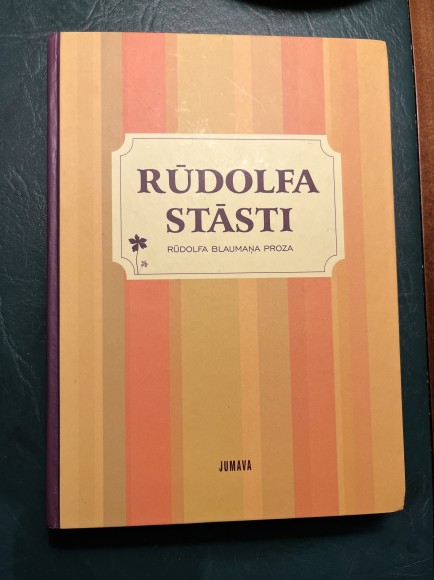 RŪDOLFA
STĀSTI
RŪDOLFA BLAUMAŅA PROZA
JUMAVA